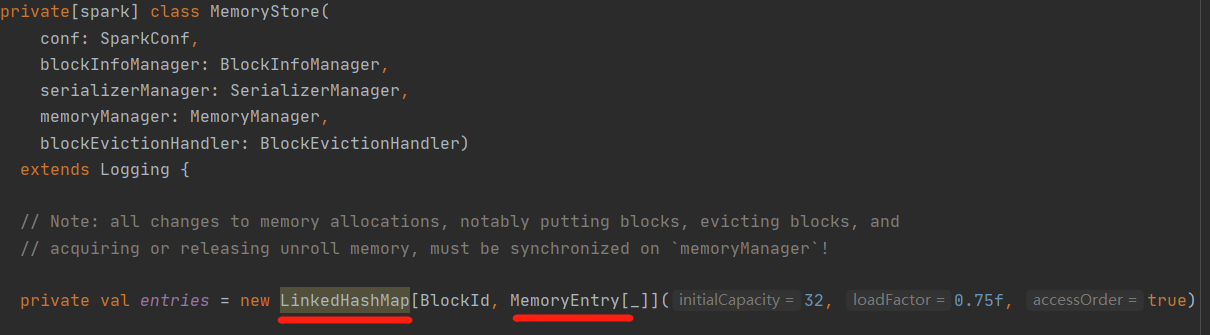 private[spark] class MemoryStore(
    conf: SparkConf,
    blockInfoManager: BlockInfoManager,
    serializerManager: SerializerManager,
    memoryManager: MemoryManager,
    blockEvictionHandler: BlockEvictionHandler)
  extends Logging {
  // Note: all changes to memory allocations, notably putting blocks, evicting blocks, and
  // acquiring or releasing unroll memory, must be synchronized on `memoryManager`!
  private val entries = new LinkedHashMap[BlockId, MemoryEntry[_]]( initialCapacity = 32, loadFactor = 0.75f, accessOrder = true)